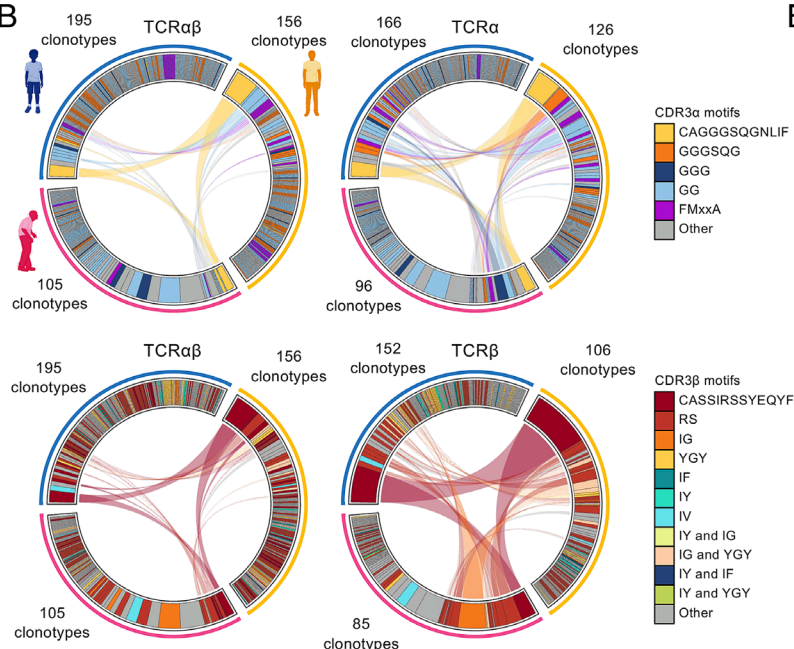 B
195
clonotypes
TCRαβ
156
clonotypes
166
clonotypes
TCRα
126
clonotypes
CDR3α motifs
CAGGGSQGNLIF
GGGSQG
GGG
GG
FMxxA
Other
105
clonotypes
96
clonotypes
195
clonotypes
TCRαβ
156
clonotypes
152
clonotypes
TCRβ
106
clonotypes
CDR3β motifs
CASSIRSSYEQYF
RS
IG
YGY
IF
IY
IV
IY and IG
IG and YGY
IY and IF
IY and YGY
Other
105
clonotypes
85
clonotypes